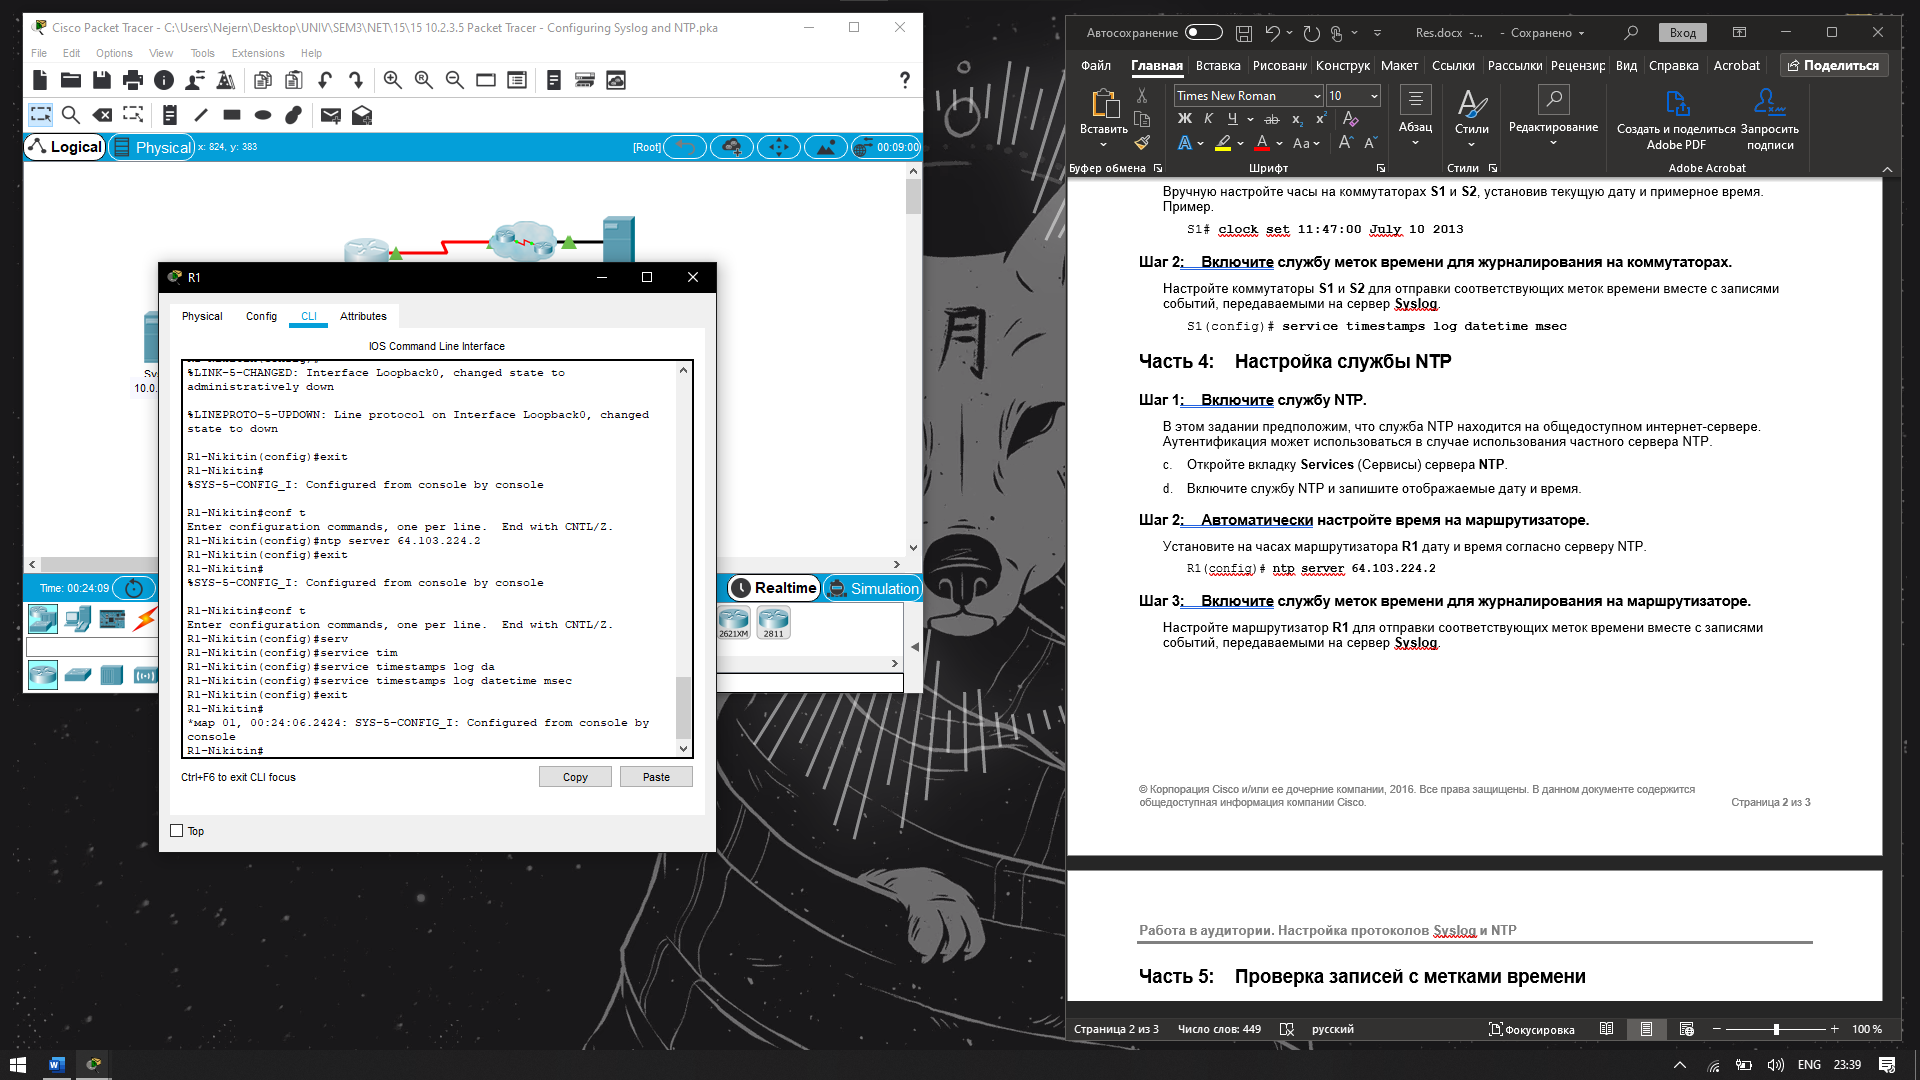 Cisco Packet Tracer - C:\Users\Nejern\Desktop\UNIV\SEM3\NET\15\15 10.2.3.5 Packet Tracer - Configuring Syslog and NTP.pka
File Edit Options View Tools Extensions Help
?
Logical
Physical
x: 824, y: 383
[Root]
00:09:00
10.0.
R1
Physical Config CLI Attributes
IOS Command Line Interface
%LINK-5-CHANGED: Interface Loopback0, changed state to
administratively down
%LINEPROTO-5-UPDOWN: Line protocol on Interface Loopback0, changed
state to down
R1-Nikitin(config)#exit
R1-Nikitin#
%SYS-5-CONFIG_I: Configured from console by console
R1-Nikitin#conf t
Enter configuration commands, one per line.  End with CNTL/Z.
R1-Nikitin(config)#ntp server 64.103.224.2
R1-Nikitin(config)#exit
R1-Nikitin#
%SYS-5-CONFIG_I: Configured from console by console
R1-Nikitin#conf t
Enter configuration commands, one per line.  End with CNTL/Z.
R1-Nikitin(config)#serv
R1-Nikitin(config)#service tim
R1-Nikitin(config)#service timestamps log da
R1-Nikitin(config)#service timestamps log datetime msec
R1-Nikitin(config)#exit
R1-Nikitin#
*мар 01, 00:24:06.2424: SYS-5-CONFIG_I: Configured from console by
console
R1-Nikitin#
Ctrl+F6 to exit CLI focus
Copy
Paste
Top
Time: 00:24:09
Realtime
Simulation
2621XM
2811
月
Автосохранение
Res.docx -...
- Сохранено
Вход
Файл Главная Вставка Рисовани Конструк Макет Ссылки Рассылки Рецензир Вид Справка Acrobat
Поделиться
Вставить
Буфер обмена
Times New Roman
10
Ж К Ч ab x₂ x² A
A A Aa A A
Шрифт
Абзац
Стили
Стили
Редактирование
Создать и поделиться
Adobe PDF
Запросить
подписи
Adobe Acrobat
Вручную настройте часы на коммутаторах S1 и S2, установив текущую дату и примерное время.
Пример.
S1# clock set 11:47:00 July 10 2013
Шаг 2: Включите службу меток времени для журналирования на коммутаторах.
Настройте коммутаторы S1 и S2 для отправки соответствующих меток времени вместе с записями
событий, передаваемыми на сервер Syslog.
S1(config)# service timestamps log datetime msec
Часть 4: Настройка службы NTP
Шаг 1: Включите службу NTP.
В этом задании предположим, что служба NTP находится на общедоступном интернет-сервере.
Аутентификация может использоваться в случае использования частного сервера NTP.
c. Откройте вкладку Services (Сервисы) сервера NTP.
d. Включите службу NTP и запишите отображаемые дату и время.
Шаг 2: Автоматически настройте время на маршрутизаторе.
Установите на часах маршрутизатора R1 дату и время согласно серверу NTP.
R1(config)# ntp server 64.103.224.2
Шаг 3: Включите службу меток времени для журналирования на маршрутизаторе.
Настройте маршрутизатор R1 для отправки соответствующих меток времени вместе с записями
событий, передаваемыми на сервер Syslog.
© Корпорация Cisco и/или ее дочерние компании, 2016. Все права защищены. В данном документе содержится
общедоступная информация компании Cisco.
Страница 2 из 3
Работа в аудитории. Настройка протоколов Syslog и NTP
Часть 5: Проверка записей с метками времени
Страница 2 из 3
Число слов: 449
русский
Фокусировка
100 %
ENG
23:39